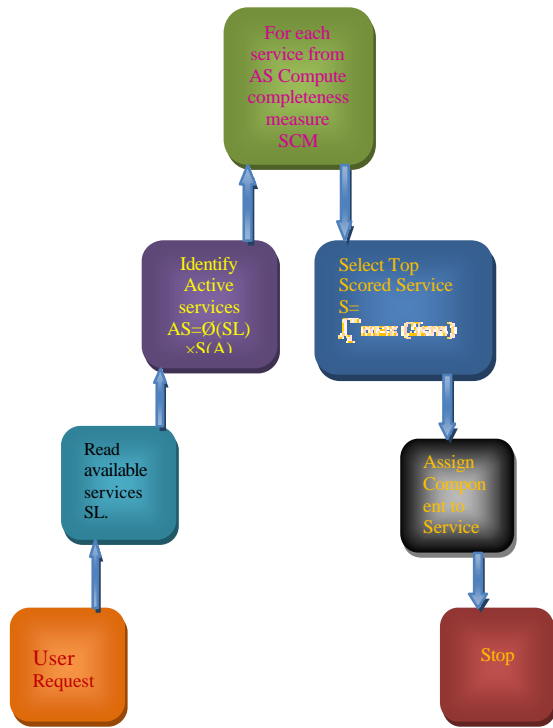 User
Request
Read
available
services
SL.
Identify
Active
services
AS=Ø(SL)
×S(A)
For each
service from
AS Compute
completeness
measure
SCM
Select Top
Scored Service
S=
max
Assign
Compon
ent to
Service
Stop